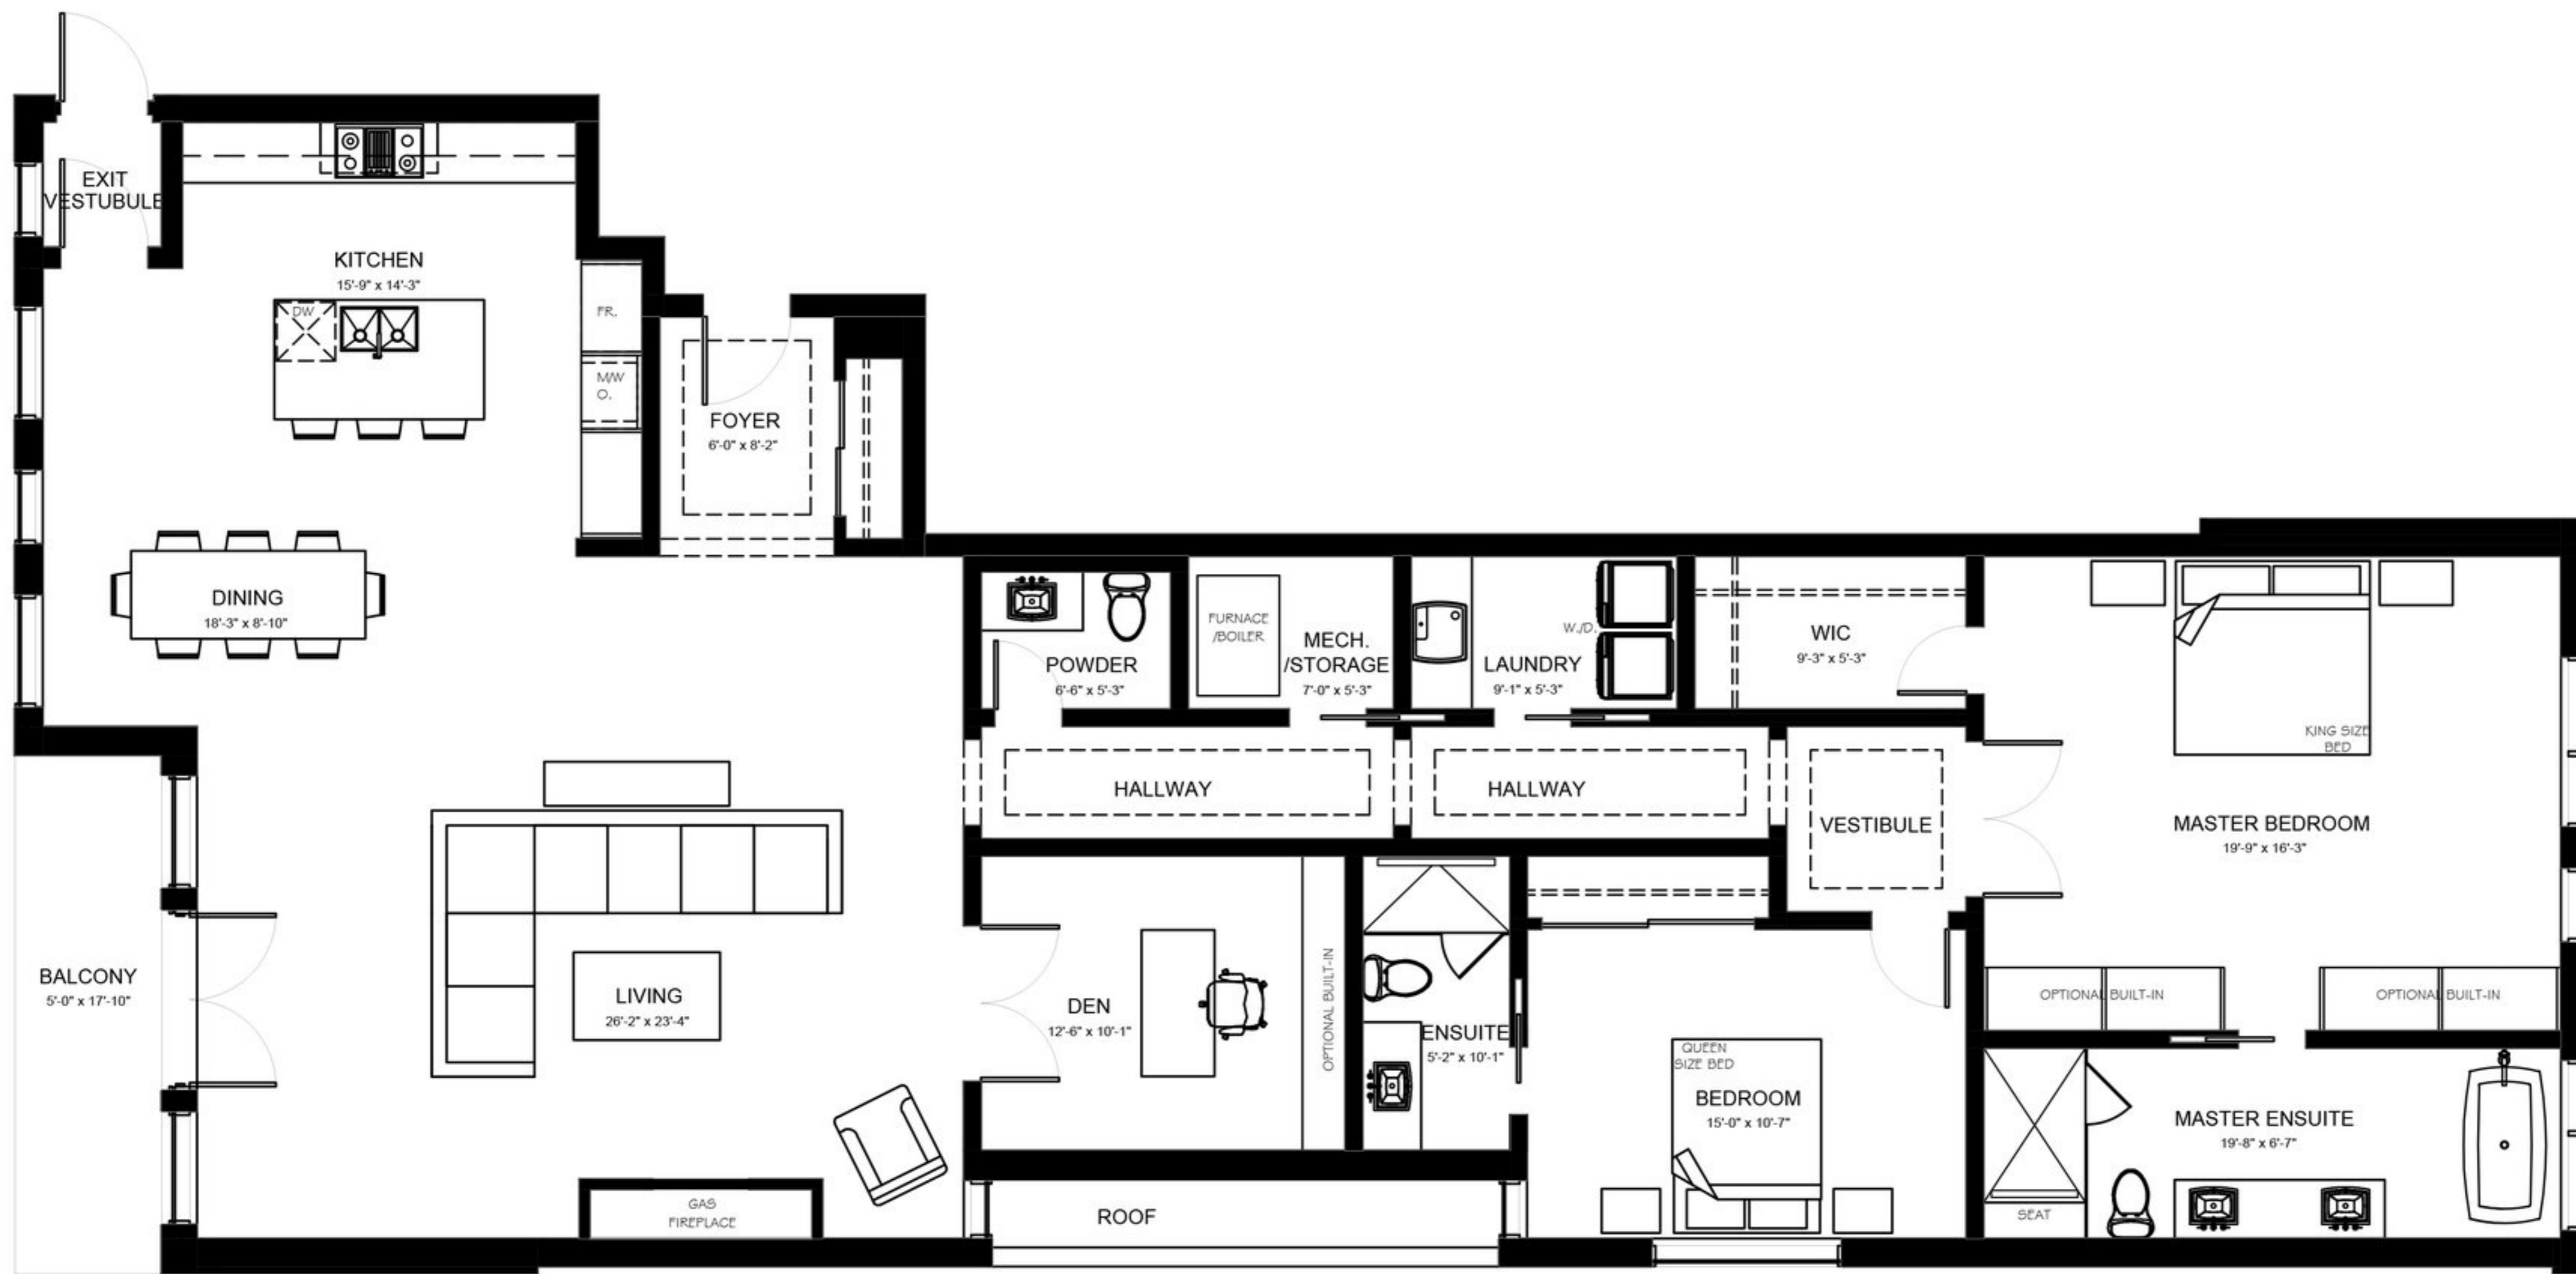 EXIT
VESTUBULE
KITCHEN
15'-9" x 14'-3"
DW
FR.
M/W
O.
FOYER
6'-0" x 8'-2"
DINING
18'-3" x 8'-10"
POWDER
6'-6" x 5'-3"
FURNACE
/BOILER
MECH.
/STORAGE
7'-0" x 5'-3"
W./D.
LAUNDRY
9'-1" x 5'-3"
WIC
9'-3" x 5'-3"
KING SIZE
BED
HALLWAY
HALLWAY
VESTIBULE
MASTER BEDROOM
19'-9" x 16'-3"
BALCONY
5'-0" x 17'-10"
LIVING
26'-2" x 23'-4"
DEN
12'-6" x 10'-1"
OPTIONAL BUILT-IN
ENSUITE
5'-2" x 10'-1"
OPTIONAL BUILT-IN
OPTIONAL BUILT-IN
QUEEN
SIZE BED
BEDROOM
15'-0" x 10'-7"
MASTER ENSUITE
19'-8" x 6'-7"
SEAT
GAS
FIREPLACE
ROOF